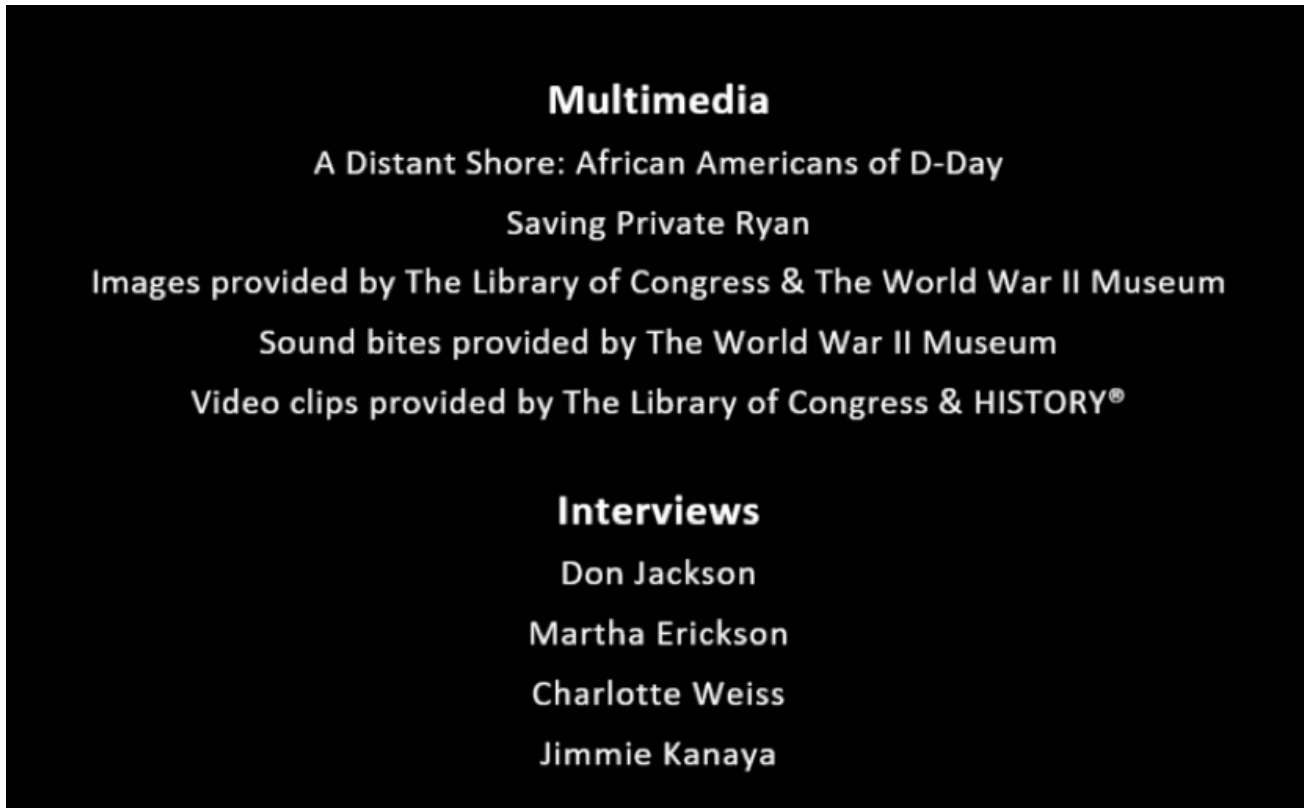 Multimedia
A Distant Shore: African Americans of D-Day
Saving Private Ryan
Images provided by The Library of Congress & The World War II Museum
Sound bites provided by The World War II Museum
Video clips provided by The Library of Congress & HISTORY®
Interviews
Don Jackson
Martha Erickson
Charlotte Weiss
Jimmie Kanaya